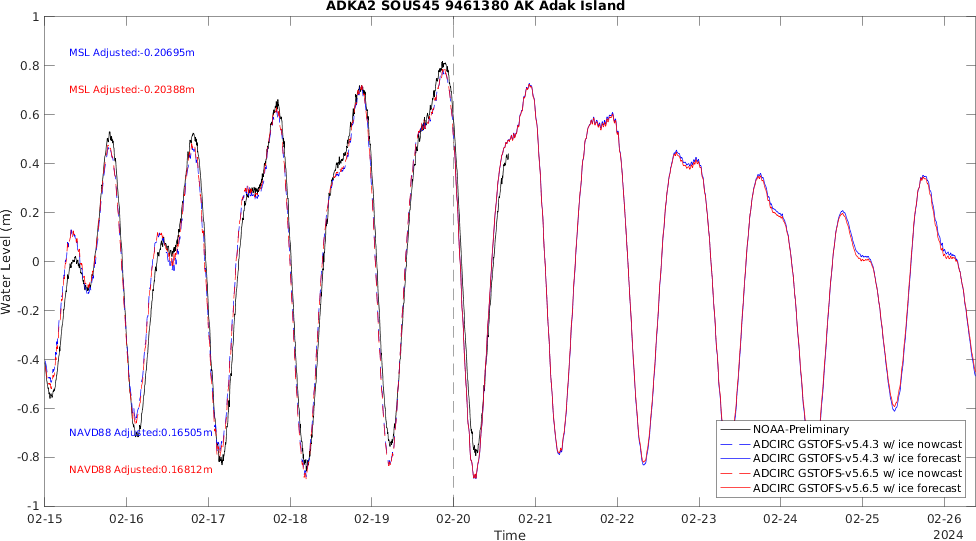 ADKA2 SOUS45 9461380 AK Adak Island
MSL Adjusted:-0.20695m
MSL Adjusted:-0.20388m
NAVD88 Adjusted:0.16505m
NAVD88 Adjusted:0.16812m
Water Level (m)
1
0.8
0.6
0.4
0.2
0
-0.2
-0.4
-0.6
-0.8
-1
NOAA-Preliminary
ADCIRC GSTOFS-v5.4.3 w/ ice nowcast
ADCIRC GSTOFS-v5.4.3 w/ ice forecast
ADCIRC GSTOFS-v5.6.5 w/ ice nowcast
ADCIRC GSTOFS-v5.6.5 w/ ice forecast
02-15 02-16 02-17 02-18 02-19 02-20 02-21 02-22 02-23 02-24 02-25 02-26
2024
Time